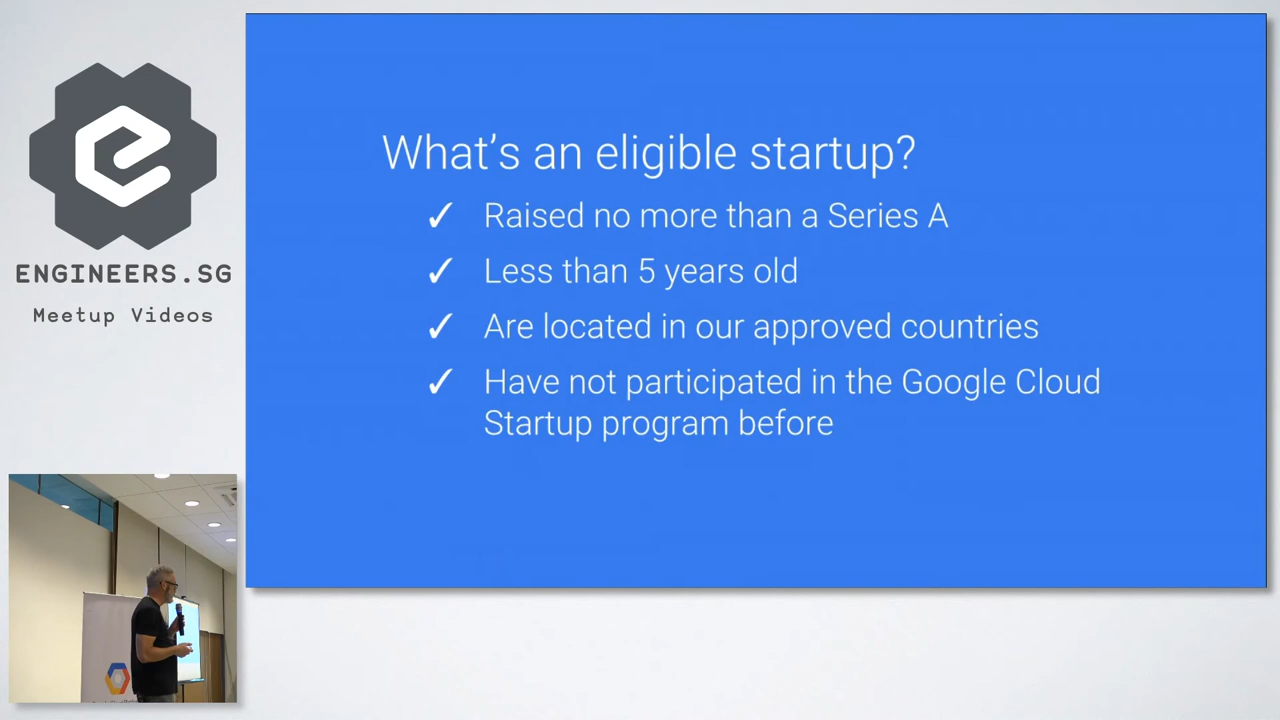 ENGINEERS.SG
Meetup Videos
What's an eligible startup?
✓ Raised no more than a Series A
✓ Less than 5 years old
✓ Are located in our approved countries
✓ Have not participated in the Google Cloud
Startup program before